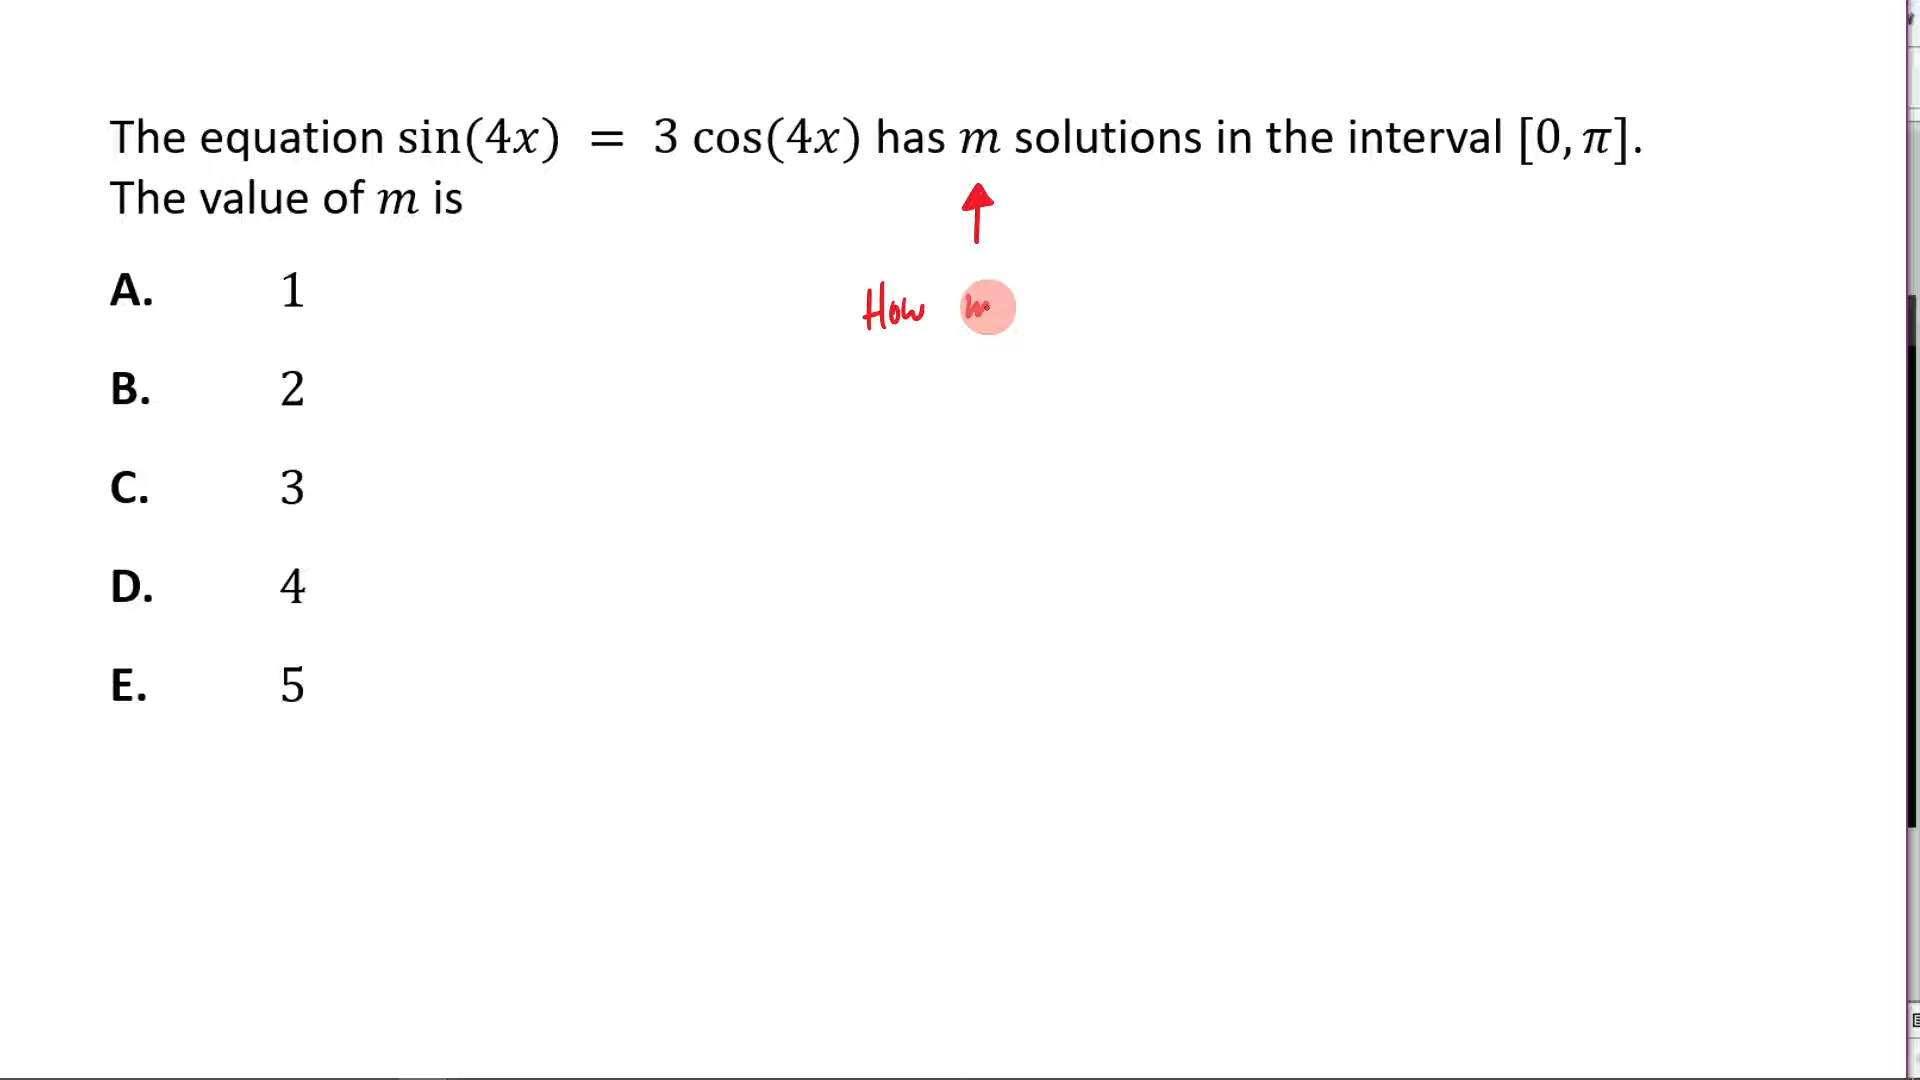 The equation sin(4x) = 3 cos(4x) has m solutions in the interval [0, π].
The value of m is
A. 1
How m
B. 2
C. 3
D. 4
E. 5